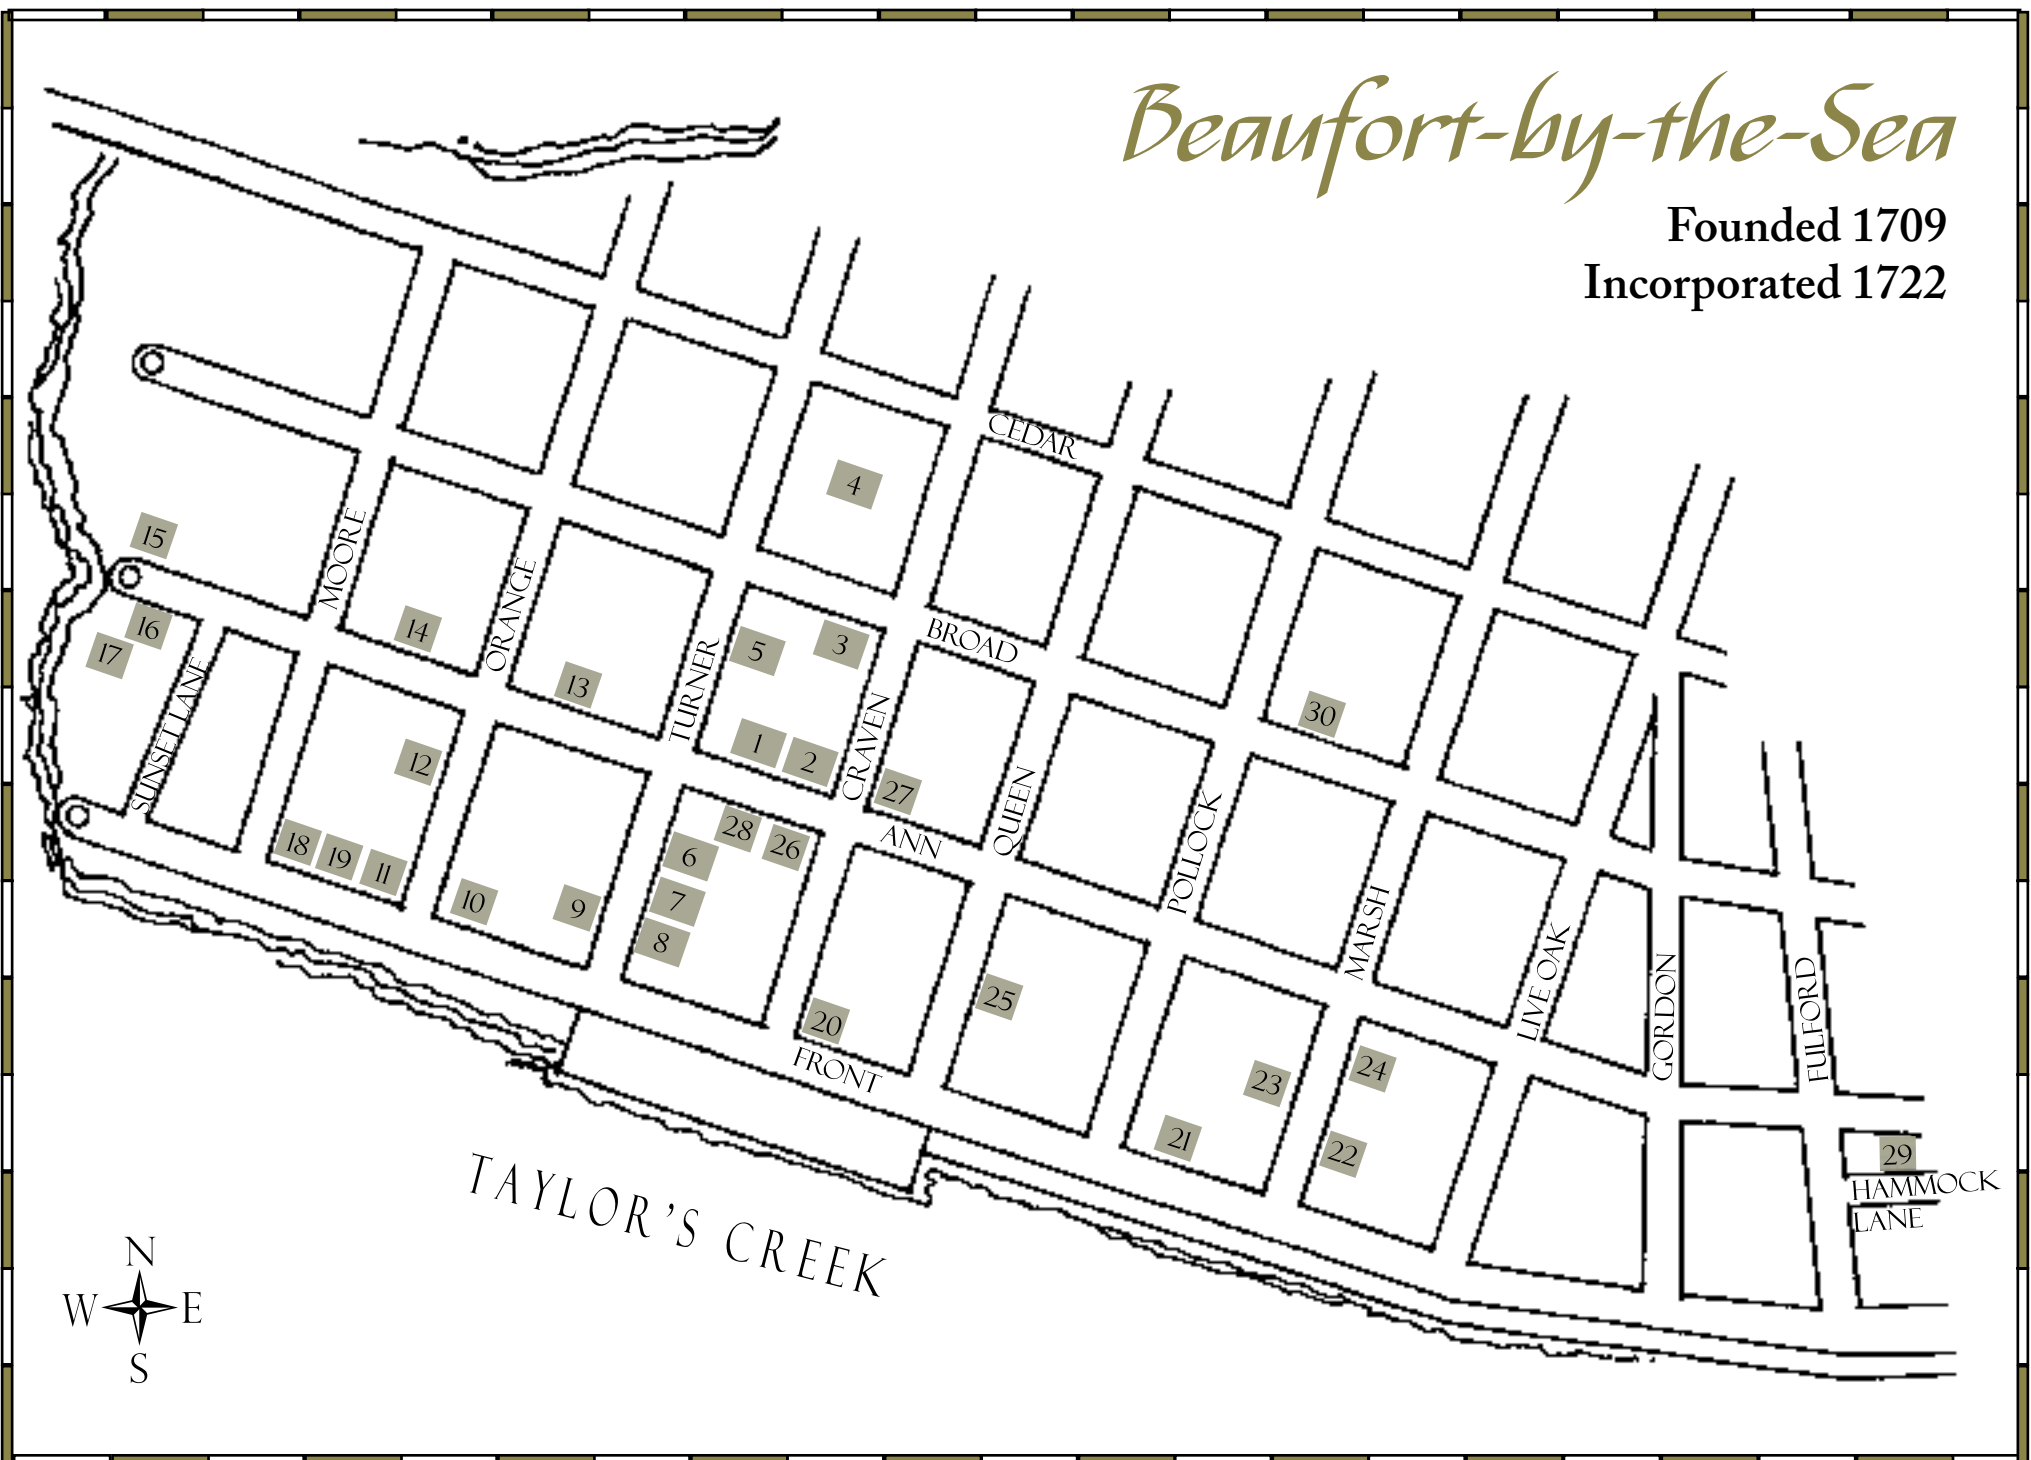 Beaufort-by-the-Sea
Founded 1709
Incorporated 1722
CEDAR
4
15
MOORE
ORANGE
16
14
17
BROAD
5
3
SUNSET LANE
13
TURNER
30
1
2
CRAVEN
12
27
QUEEN
28
26
ANN
POLLOCK
18
19
11
6
7
10
9
8
MARSH
LIVE OAK
25
GORDON
FULFORD
20
FRONT
24
23
21
22
29
HAMMOCK
LANE
TAYLOR'S CREEK
N
W E
S